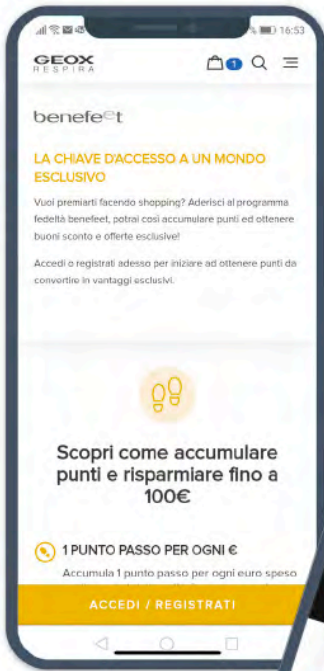 16:53
GEOX
RESPIRA
1
benefeet
LA CHIAVE D'ACCESSO A UN MONDO
ESCLUSIVO
Vuoi premiarti facendo shopping? Aderisci al programma
fedeltà benefeet, potrai così accumulare punti ed ottenere
buoni sconto e offerte esclusive!
Accedi o registrati adesso per iniziare ad ottenere punti da
convertire in vantaggi esclusivi.
Scopri come accumulare
punti e risparmiare fino a
100€
1 PUNTO PASSO PER OGNI €
Accumula 1 punto passo per ogni euro speso
ACCEDI / REGISTRATI